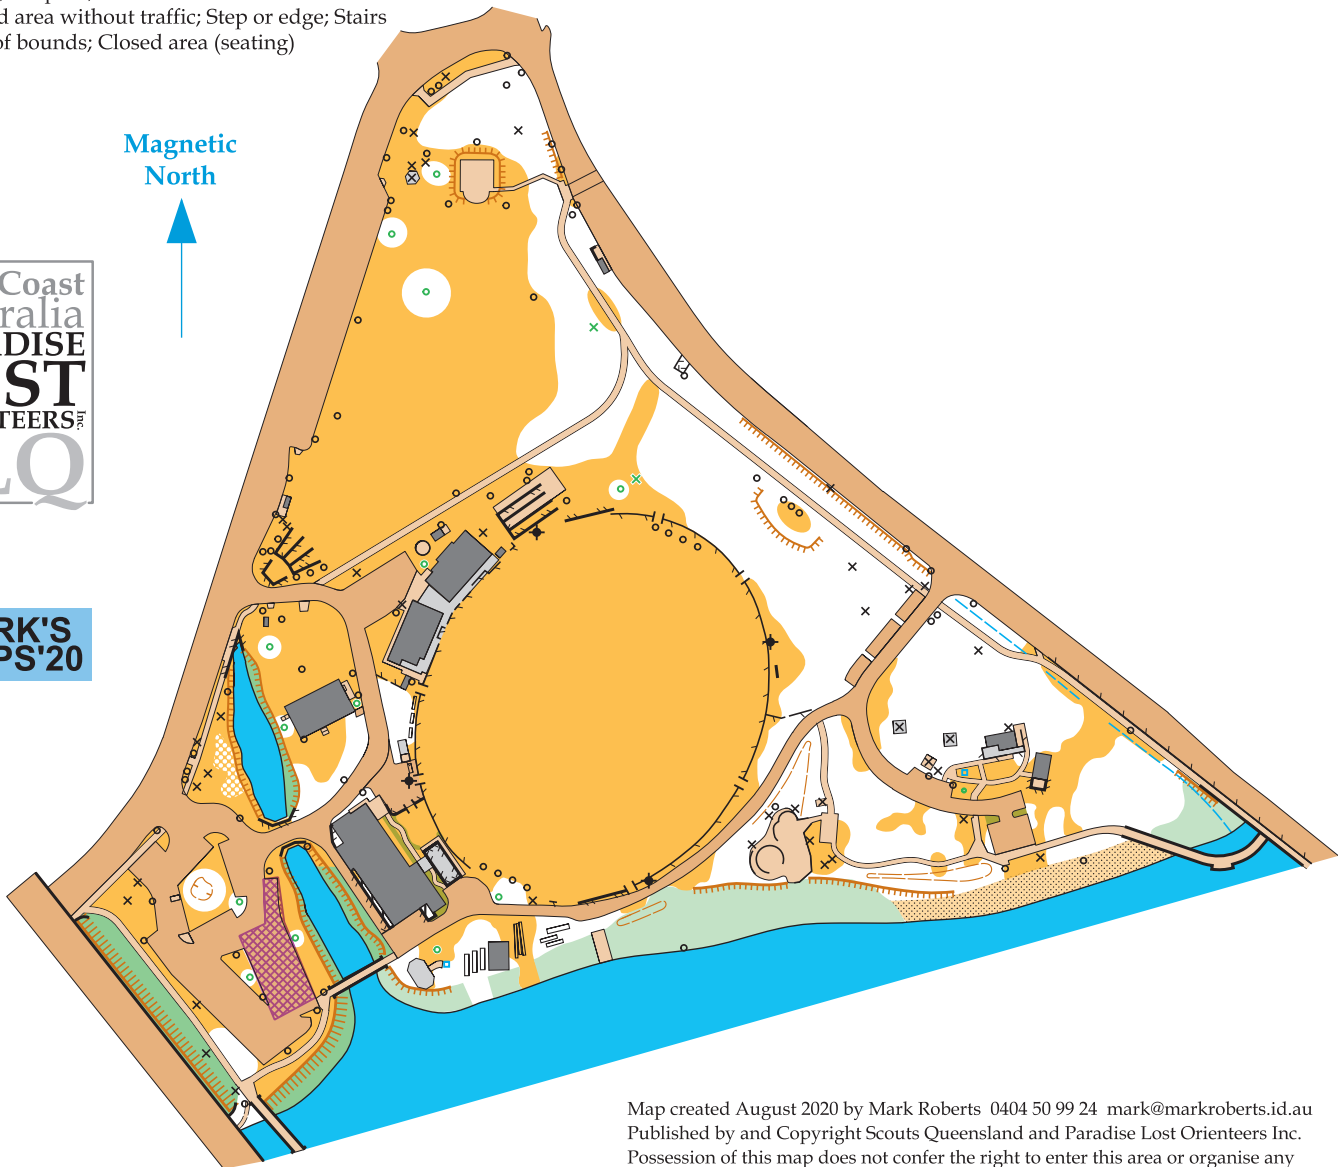 d area without traffic; Step or edge; Stairs
of bounds; Closed area (seating)
Magnetic
North
Coast
ralia
ADISE
ST
TEERS Inc.
LQ
RK'S
PS'20
Map created August 2020 by Mark Roberts 0404 50 99 24 mark@markroberts.id.au
Published by and Copyright Scouts Queensland and Paradise Lost Orienteers Inc.
Possession of this map does not confer the right to enter this area or organise any